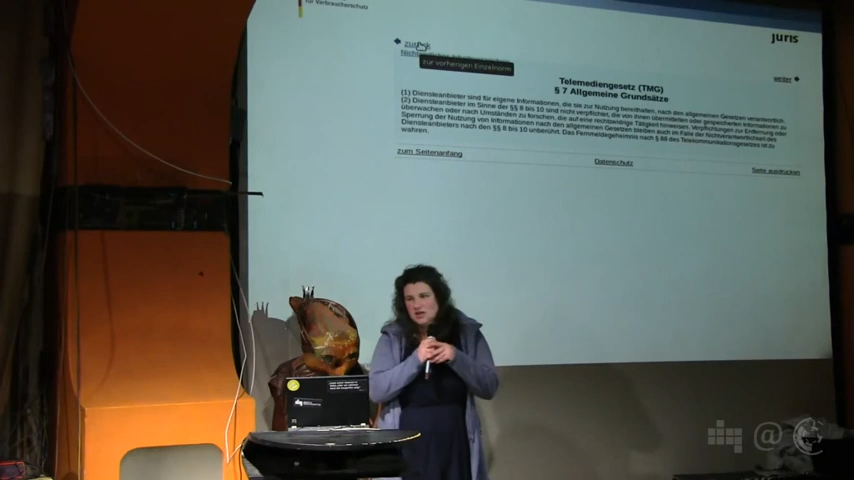 für Verbraucherschutz
juris
zurück
zur vorherigen Einzelnorm
weiter
Telemediengesetz (TMG)
§ 7 Allgemeine Grundsätze
(1) Diensteanbieter sind für eigene Informationen, die sie zur Nutzung bereithalten, nach den allgemeinen Gesetzen verantwortlich.
(2) Diensteanbieter im Sinne der §§ 8 bis 10 sind nicht verpflichtet, die von ihnen übermittelten oder gespeicherten Informationen zu
überwachen oder nach Umständen zu forschen, die auf eine rechtswidrige Tätigkeit hinweisen. Verpflichtungen zur Entfernung oder
Sperrung der Nutzung von Informationen nach den allgemeinen Gesetzen bleiben auch im Falle der Nichtverantwortlichkeit des
Diensteanbieters nach den §§ 8 bis 10 unberührt. Das Fernmeldegeheimnis nach § 88 des Telekommunikationsgesetzes ist zu
wahren.
zum Seitenanfang
Datenschutz
Seite ausdrucken
@